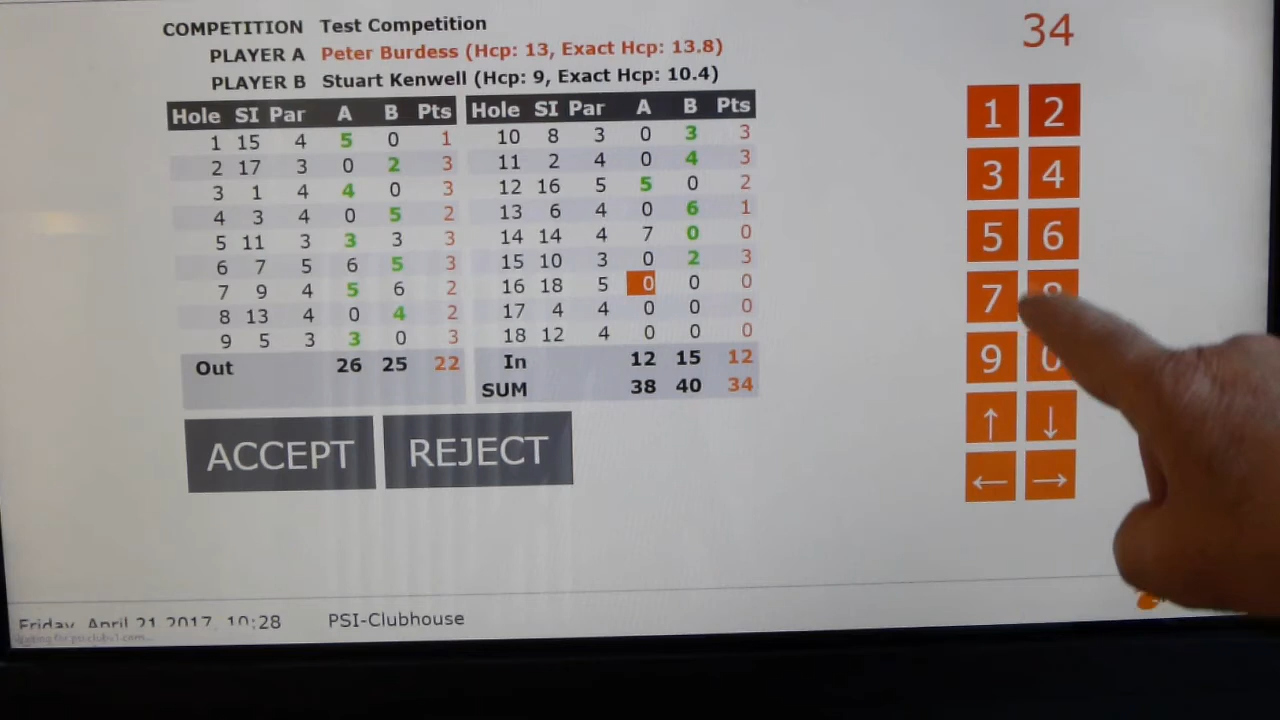 COMPETITION Test Competition
34
PLAYER A Peter Burdess (Hcp: 13, Exact Hcp: 13.8)
PLAYER B Stuart Kenwell (Hcp: 9, Exact Hcp: 10.4)
Hole SI Par A B Pts Hole SI Par A B Pts
1 15 4 5 0 1 10 8 3 0 3 3
2 17 3 0 2 3 11 2 4 0 4 3
3 1 4 4 0 3 12 16 5 5 0 2
4 3 4 0 5 2 13 6 4 0 6 1
5 11 3 3 3 3 14 14 4 7 0 0
6 7 5 6 5 3 15 10 3 0 2 3
7 9 4 5 6 2 16 18 5 0 0 0
8 13 4 0 4 2 17 4 4 0 0 0
9 5 3 3 0 3 18 12 4 0 0 0
Out 26 25 22 In 12 15 12
SUM 38 40 34
ACCEPT REJECT
1 2
3 4
5 6
7 8
9 0
↑ ↓
← →
Friday, April 21 2017, 10:28 PSI-Clubhouse